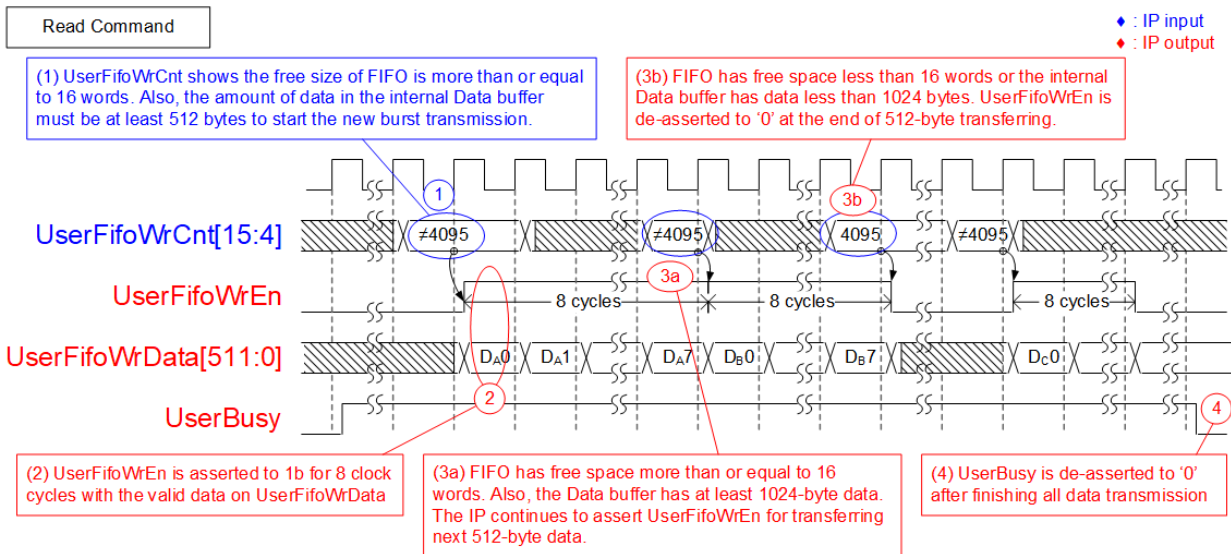 Read Command
♦ : IP input
♦ : IP output
(1) UserFifoWrCnt shows the free size of FIFO is more than or equal
to 16 words. Also, the amount of data in the internal Data buffer
must be at least 512 bytes to start the new burst transmission.
(3b) FIFO has free space less than 16 words or the internal
Data buffer has data less than 1024 bytes. UserFifoWrEn is
de-asserted to ‘0’ at the end of 512-byte transferring.
1
3b
UserFifoWrCnt[15:4]
≠4095
≠4095
4095
≠4095
3a
UserFifoWrEn
8 cycles
8 cycles
8 cycles
UserFifoWrData[511:0]
DA0
DA1
DA7
DB0
DB7
DC0
2
UserBusy
4
(2) UserFifoWrEn is asserted to 1b for 8 clock
cycles with the valid data on UserFifoWrData
(3a) FIFO has free space more than or equal to 16
words. Also, the Data buffer has at least 1024-byte data.
The IP continues to assert UserFifoWrEn for transferring
next 512-byte data.
(4) UserBusy is de-asserted to ‘0’
after finishing all data transmission